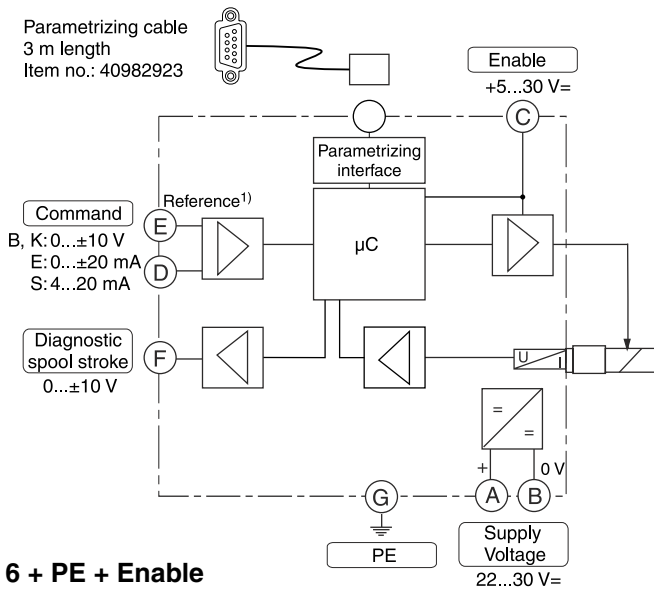 Parametrizing cable
3 m length
Item no.: 40982923
Enable
+5...30 V=
C
Parametrizing
interface
Reference1)
Command
E
B, K: 0...±10 V
E: 0...±20 mA
S: 4...20 mA
D
µC
Diagnostic
spool stroke
0...±10 V
F
U
I
=
=
+
0 V
G
A
B
PE
Supply
Voltage
22...30 V=
6 + PE + Enable